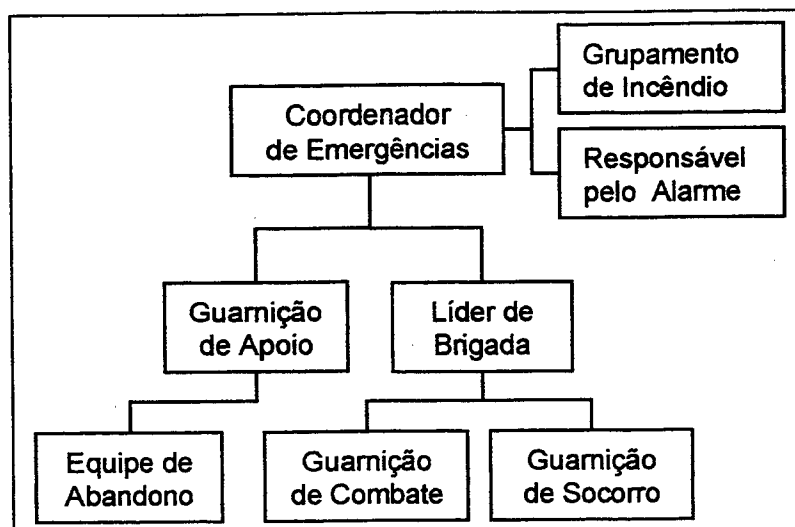 Grupamento
de Incêndio
Coordenador
de Emergências
Responsável
pelo Alarme
Guarnição
de Apoio
Líder de
Brigada
Equipe de
Abandono
Guarnição
de Combate
Guarnição
de Socorro